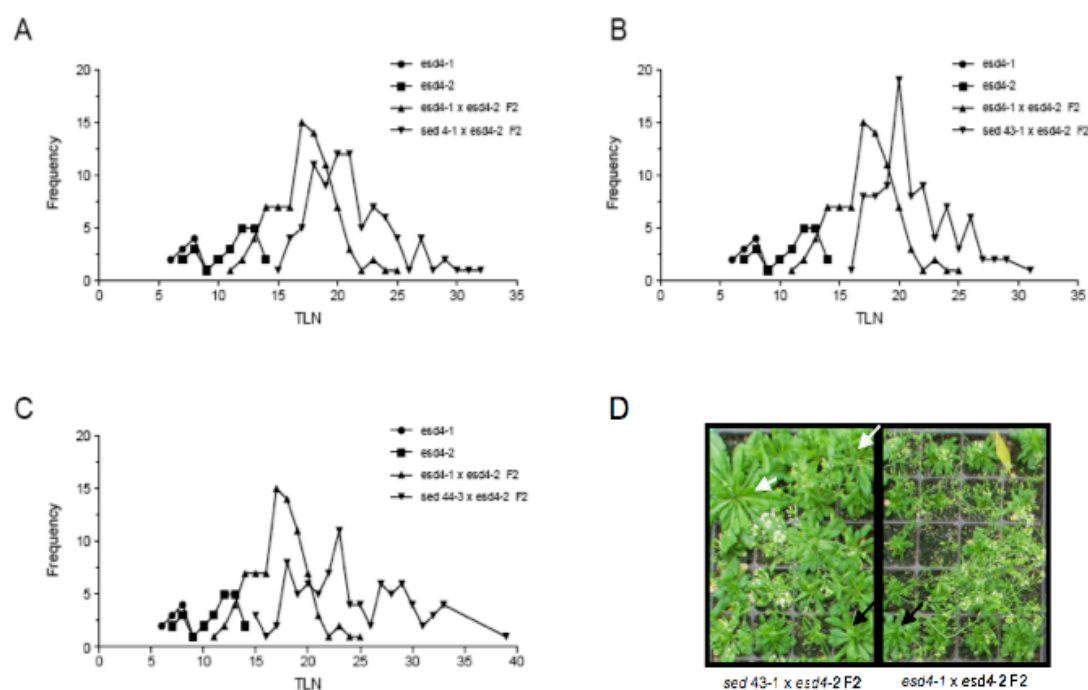 A
Frequency
20
15
10
5
0
0 5 10 15 20 25 30 35
TLN
esd4-1
esd4-2
esd4-1 x esd4-2 F2
sed 4-1 x esd4-2 F2
B
Frequency
20
15
10
5
0
0 5 10 15 20 25 30 35
TLN
esd4-1
esd4-2
esd4-1 x esd4-2 F2
sed 43-1 x esd4-2 F2
C
Frequency
20
15
10
5
0
0 5 10 15 20 25 30 35 40
TLN
esd4-1
esd4-2
esd4-1 x esd4-2 F2
sed 44-3 x esd4-2 F2
D
sed 43-1 x esd4-2 F2
esd4-1 x esd4-2 F2